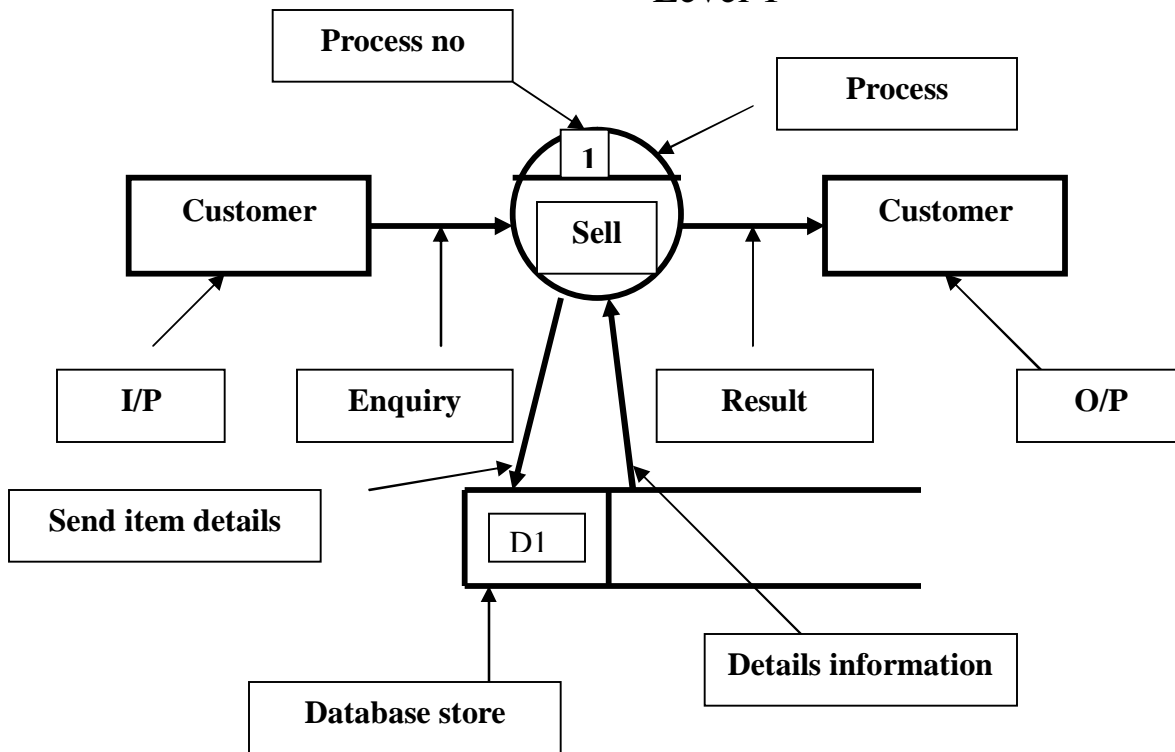 Level 1
Process no
Process
1
Customer
Sell
Customer
I/P
Enquiry
Result
O/P
Send item details
D1
Details information
Database store